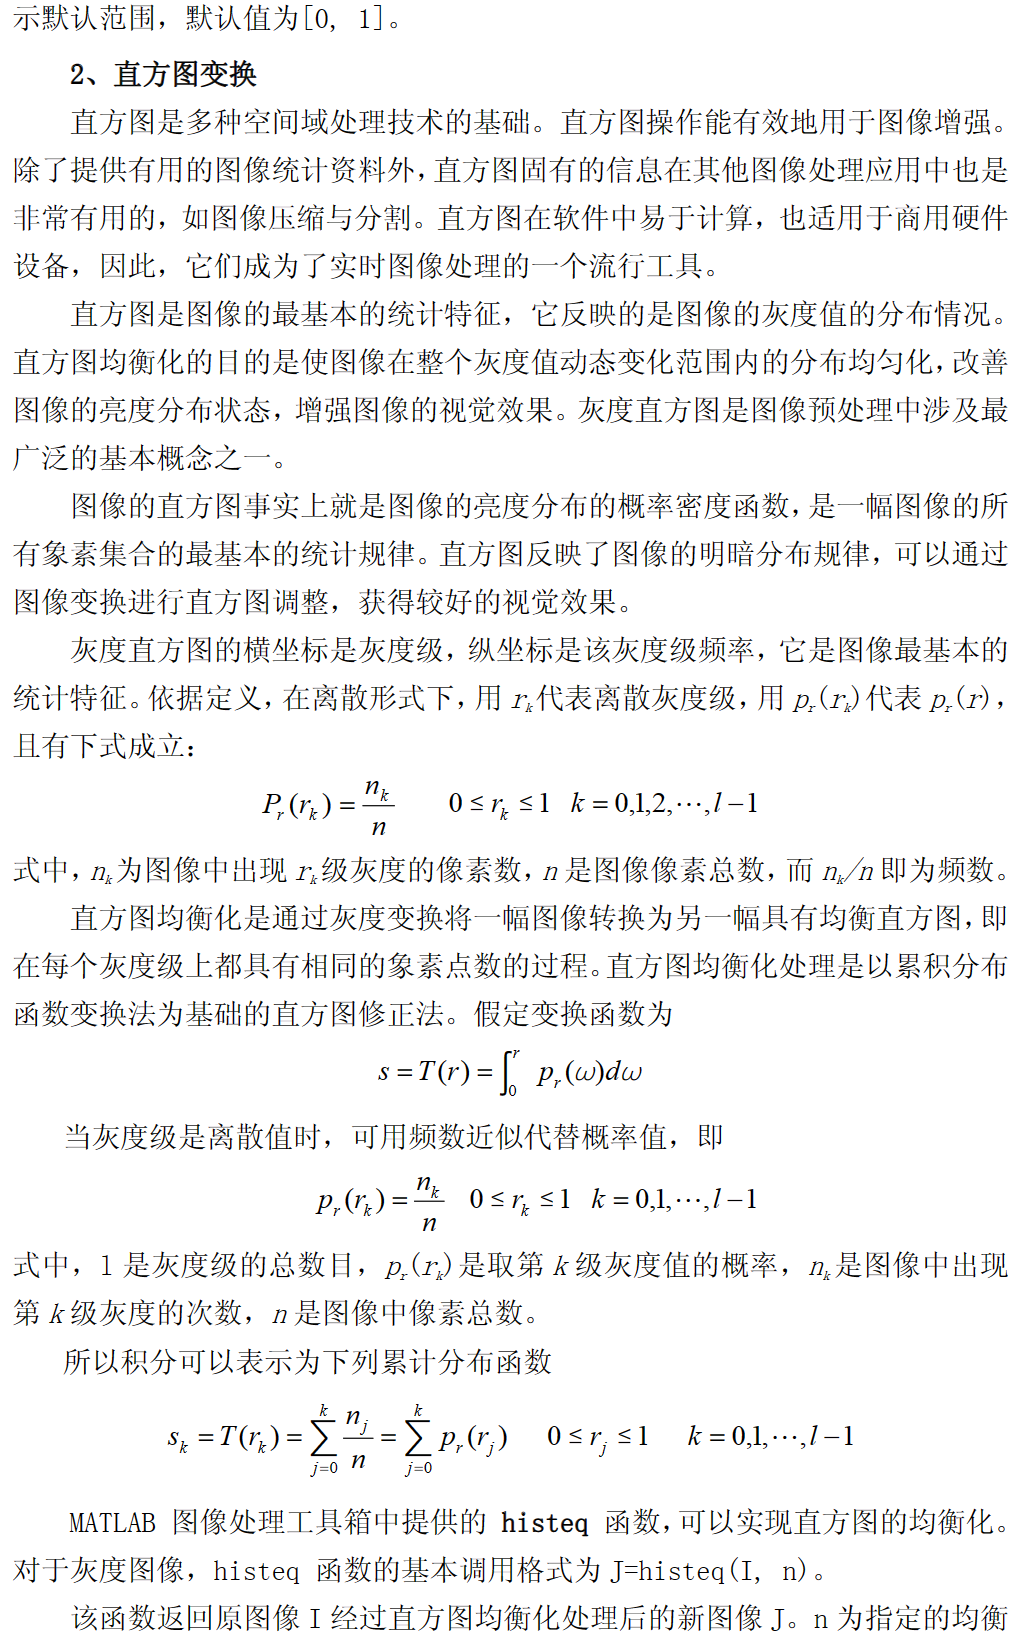 示默认范围，默认值为[0, 1]。
2、直方图变换
直方图是多种空间域处理技术的基础。直方图操作能有效地用于图像增强。
除了提供有用的图像统计资料外，直方图固有的信息在其他图像处理应用中也是
非常有用的，如图像压缩与分割。直方图在软件中易于计算，也适用于商用硬件
设备，因此，它们成为了实时图像处理的一个流行工具。
直方图是图像的最基本的统计特征，它反映的是图像的灰度值的分布情况。
直方图均衡化的目的是使图像在整个灰度值动态变化范围内的分布均匀化，改善
图像的亮度分布状态，增强图像的视觉效果。灰度直方图是图像预处理中涉及最
广泛的基本概念之一。
图像的直方图事实上就是图像的亮度分布的概率密度函数，是一幅图像的所
有象素集合的最基本的统计规律。直方图反映了图像的明暗分布规律，可以通过
图像变换进行直方图调整，获得较好的视觉效果。
灰度直方图的横坐标是灰度级，纵坐标是该灰度级频率，它是图像最基本的
统计特征。依据定义，在离散形式下，用 r_k 代表离散灰度级，用 p_r(r_k)代表 p_r(r)，
且有下式成立：
P_r(r_k) = n_k/n  0 ≤ r_k ≤ 1  k = 0,1,2,⋯,l−1
式中，n_k 为图像中出现 r_k 级灰度的像素数，n 是图像像素总数，而 n_k/n 即为频数。
直方图均衡化是通过灰度变换将一幅图像转换为另一幅具有均衡直方图，即
在每个灰度级上都具有相同的象素点数的过程。直方图均衡化处理是以累积分布
函数变换法为基础的直方图修正法。假定变换函数为
s = T(r) = ∫_0^r p_r(ω)dω
当灰度级是离散值时，可用频数近似代替概率值，即
p_r(r_k) = n_k/n  0 ≤ r_k ≤ 1  k = 0,1,⋯,l−1
式中，l 是灰度级的总数目，p_r(r_k)是取第 k 级灰度值的概率，n_k 是图像中出现
第 k 级灰度的次数，n 是图像中像素总数。
所以积分可以表示为下列累计分布函数
s_k = T(r_k) = ∑_{j=0}^{k} n_j/n = ∑_{j=0}^{k} p_r(r_j)  0 ≤ r_j ≤ 1  k = 0,1,⋯,l−1
MATLAB 图像处理工具箱中提供的 histeq 函数，可以实现直方图的均衡化。
对于灰度图像，histeq 函数的基本调用格式为 J=histeq(I, n)。
该函数返回原图像 I 经过直方图均衡化处理后的新图像 J。n 为指定的均衡